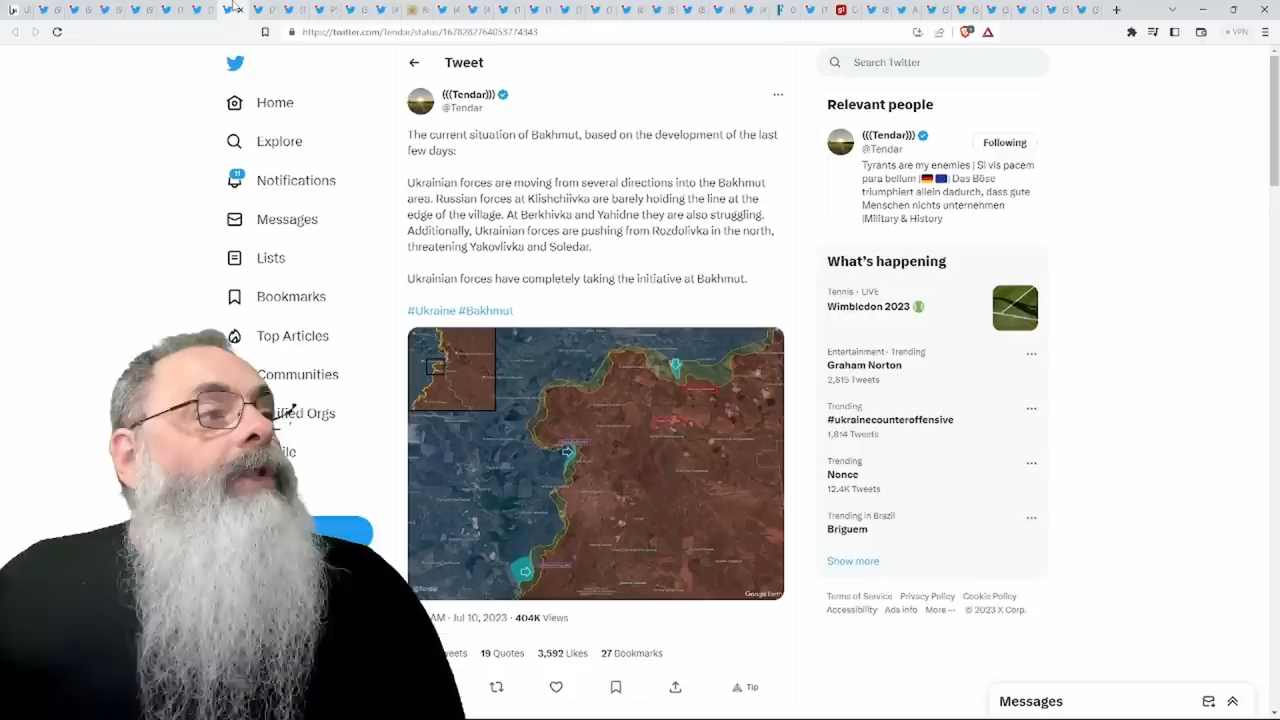 https://twitter.com/Tendar/status/1678282764053774343
VPN
Home
Explore
11
Notifications
Messages
Lists
Bookmarks
Top Articles
Communities
Orgs
Tweet
(((Tendar)))
@Tendar
The current situation of Bakhmut, based on the development of the last
few days:
Ukrainian forces are moving from several directions into the Bakhmut
area. Russian forces at Klishchiivka are barely holding the line at the
edge of the village. At Berkhivka and Yahidne they are also struggling.
Additionally, Ukrainian forces are pushing from Rozdolivka in the north,
threatening Yakovlivka and Soledar.
Ukrainian forces have completely taking the initiative at Bakhmut.
#Ukraine #Bakhmut
@Tendar
Google Earth
AM · Jul 10, 2023 · 404K Views
19 Quotes 3,592 Likes 27 Bookmarks
Tip
Search Twitter
Relevant people
(((Tendar)))
@Tendar
Following
Tyrants are my enemies | Si vis pacem
para bellum | Das Böse
triumphiert allein dadurch, dass gute
Menschen nichts unternehmen
|Military & History
What's happening
Tennis · LIVE
Wimbledon 2023
Entertainment · Trending
Graham Norton
2,815 Tweets
Trending
#ukrainecounteroffensive
1,814 Tweets
Trending
Nonce
12.4K Tweets
Trending in Brazil
Briguem
Show more
Terms of Service Privacy Policy Cookie Policy
Accessibility Ads info More ··· © 2023 X Corp.
Messages